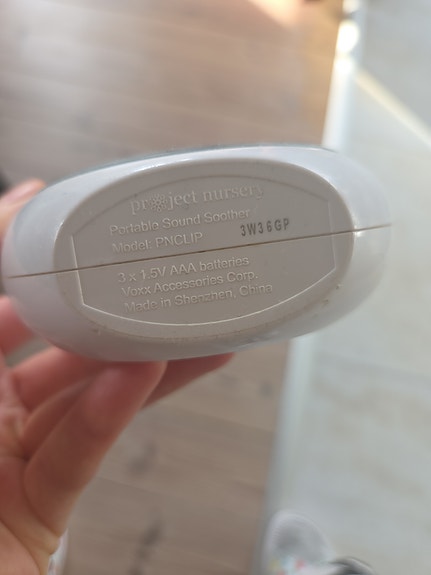 project nursery
Portable Sound Soother
Model: PNCLIP
3W36GP
3 x 1.5V AAA batteries
Voxx Accessories Corp.
Made in Shenzhen, China